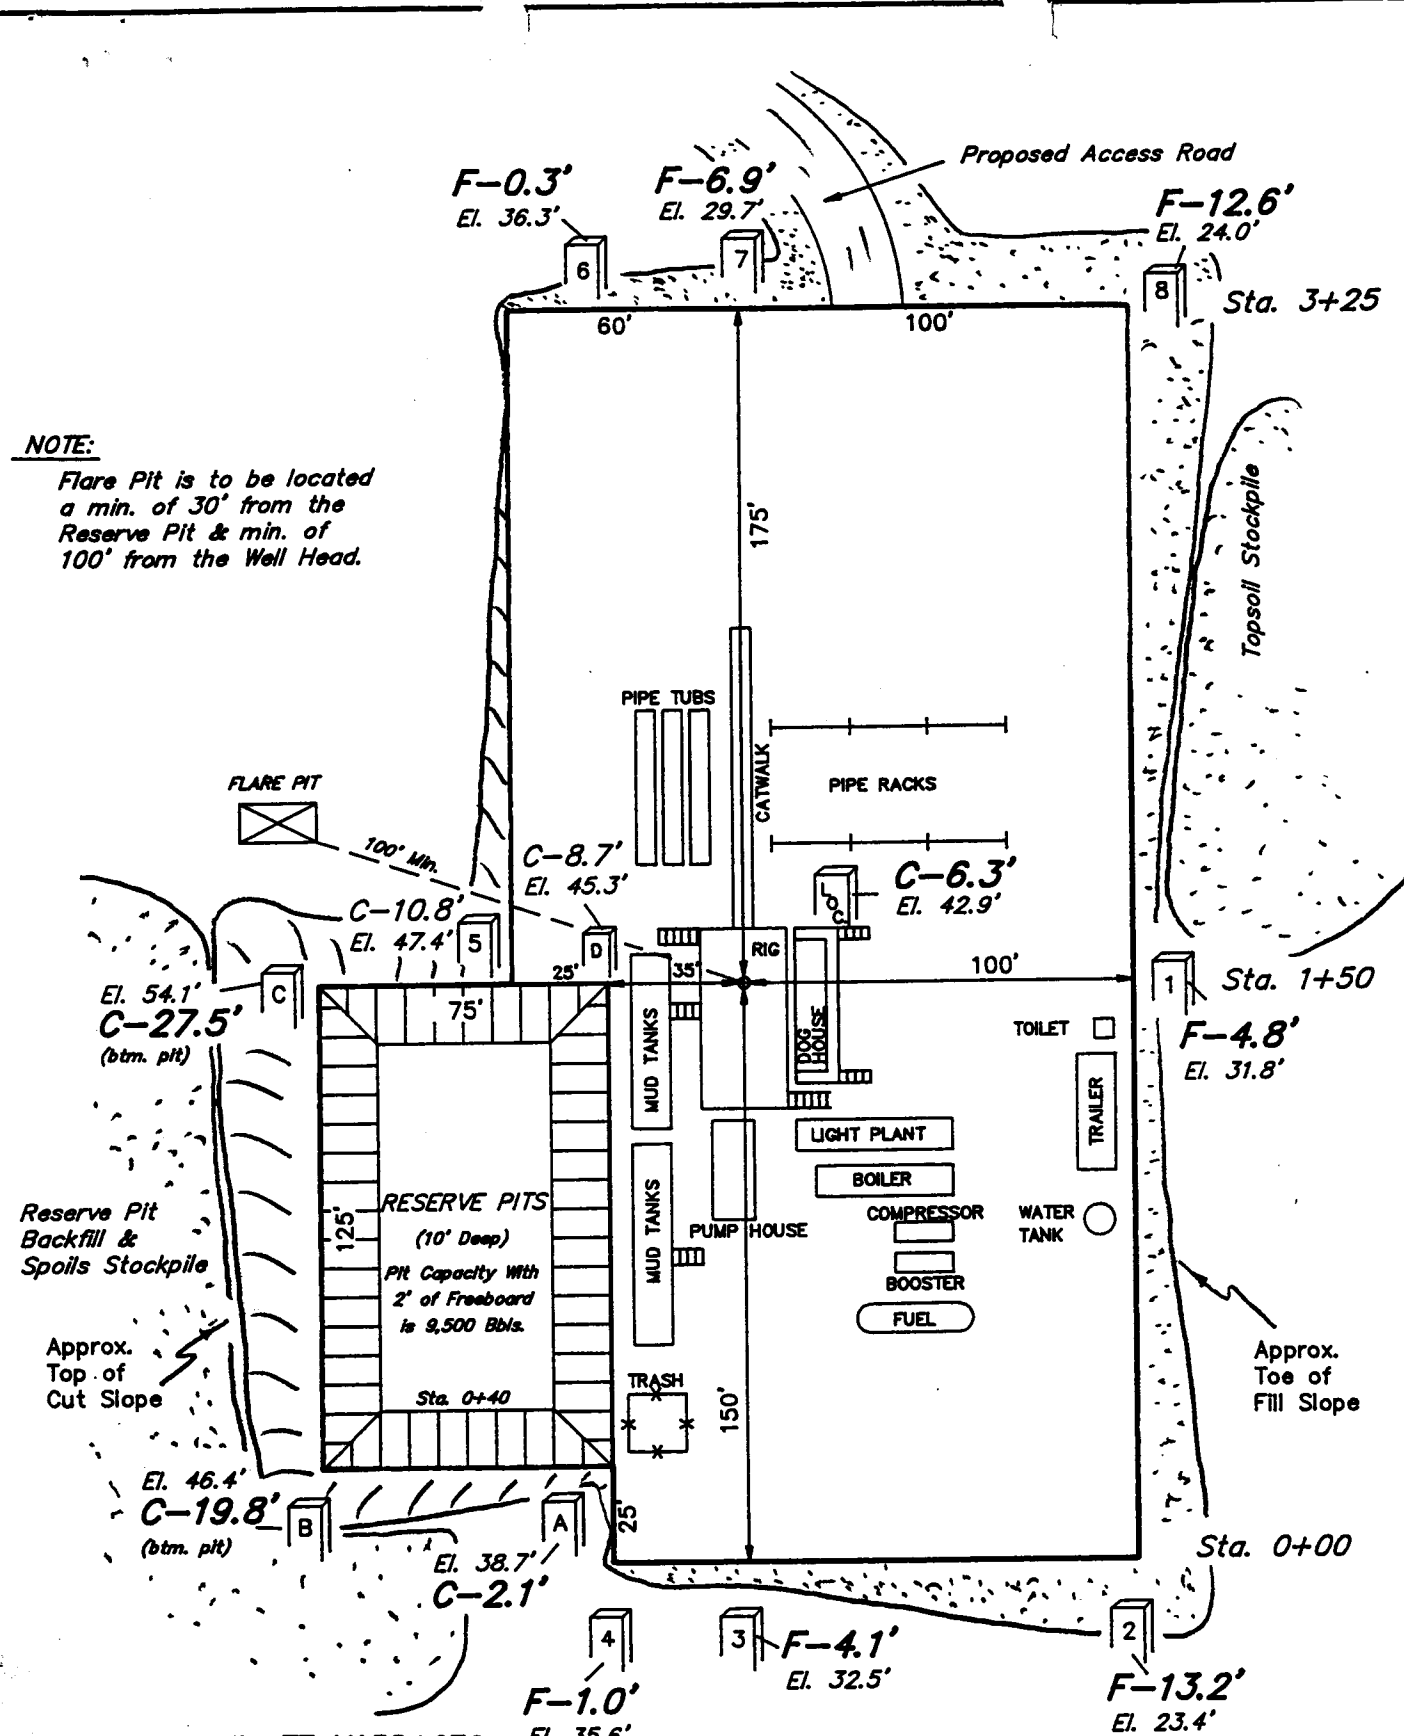 Proposed Access Road
F-0.3'
El. 36.3'
F-6.9'
El. 29.7'
F-12.6'
El. 24.0'
6
7
8
Sta. 3+25
60'
100'
NOTE:
Flare Pit is to be located
a min. of 30' from the
Reserve Pit & min. of
100' from the Well Head.
175'
Topsoil Stockpile
PIPE TUBS
CATWALK
PIPE RACKS
FLARE PIT
100' Min.
C-8.7'
El. 45.3'
C-6.3'
El. 42.9'
LOC.
C-10.8'
El. 47.4'
5
D
RIG
El. 54.1'
C-27.5'
(btm. pit)
C
25'
35'
100'
1
Sta. 1+50
75'
F-4.8'
El. 31.8'
TOILET
DOG
HOUSE
MUD TANKS
TRAILER
LIGHT PLANT
BOILER
COMPRESSOR
PUMP HOUSE
WATER
TANK
BOOSTER
FUEL
MUD TANKS
RESERVE PITS
(10' Deep)
Pit Capacity With
2' of Freeboard
is 9,500 Bbls.
125'
Sta. 0+40
Reserve Pit
Backfill &
Spoils Stockpile
Approx.
Top of
Cut Slope
Approx.
Toe of
Fill Slope
TRASH
150'
El. 46.4'
C-19.8'
(btm. pit)
B
A
25'
El. 38.7'
C-2.1'
Sta. 0+00
4
3
2
F-4.1'
El. 32.5'
F-1.0'
El. 35.6'
F-13.2'
El. 23.4'